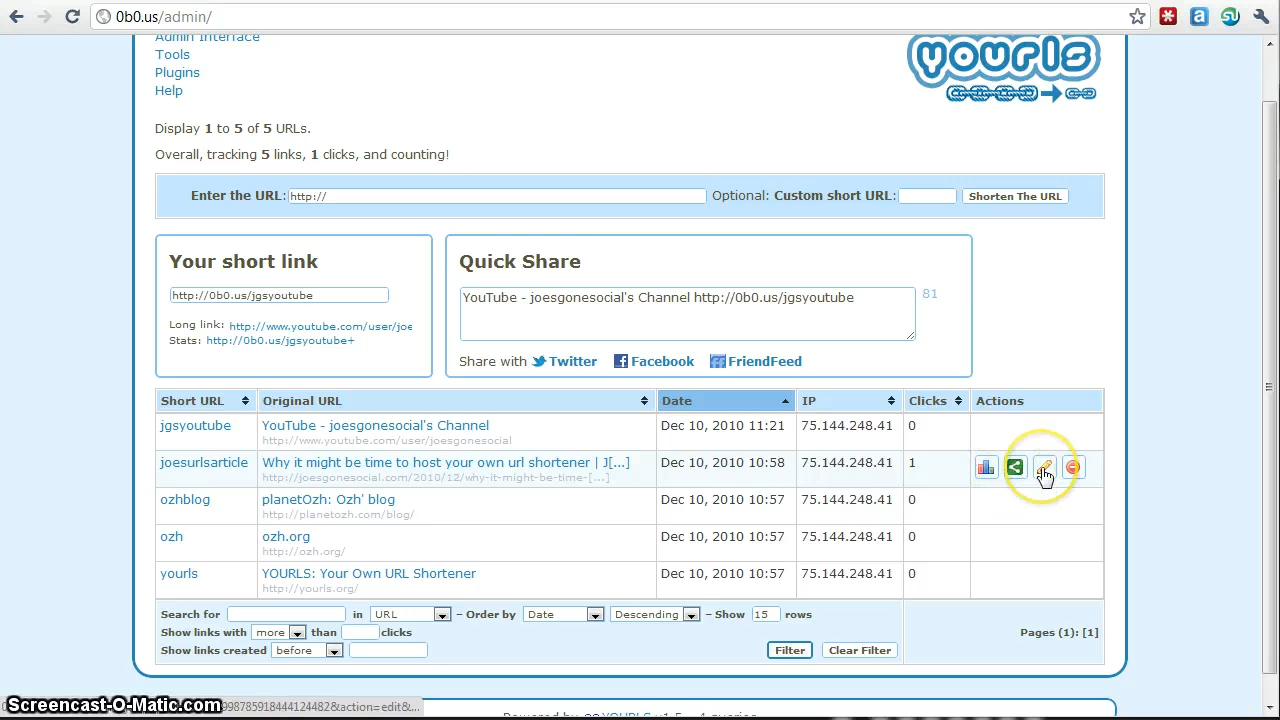 0b0.us/admin/
Admin Interface
Tools
Plugins
Help
yourls
Display 1 to 5 of 5 URLs.
Overall, tracking 5 links, 1 clicks, and counting!
Enter the URL: http:// Optional: Custom short URL: Shorten The URL
Your short link
http://0b0.us/jgsyoutube
Long link: http://www.youtube.com/user/joe
Stats: http://0b0.us/jgsyoutube+
Quick Share
YouTube - joesgonesocial's Channel http://0b0.us/jgsyoutube
81
Share with Twitter Facebook FriendFeed
Short URL Original URL Date IP Clicks Actions
jgsyoutube YouTube - joesgonesocial's Channel Dec 10, 2010 11:21 75.144.248.41 0
http://www.youtube.com/user/joesgonesocial
joesurlsarticle Why it might be time to host your own url shortener | J[...] Dec 10, 2010 10:58 75.144.248.41 1
http://joesgonesocial.com/2010/12/why-it-might-be-time-[...]
ozhblog planetOzh: Ozh' blog Dec 10, 2010 10:57 75.144.248.41 0
http://planetozh.com/blog/
ozh ozh.org Dec 10, 2010 10:57 75.144.248.41 0
http://ozh.org/
yourls YOURLS: Your Own URL Shortener Dec 10, 2010 10:57 75.144.248.41 0
http://yourls.org/
Search for in URL – Order by Date Descending – Show 15 rows
Show links with more than clicks
Pages (1): [1]
Show links created before Filter Clear Filter
Screencast-O-Matic.com
998785918444124482&action=edit&...